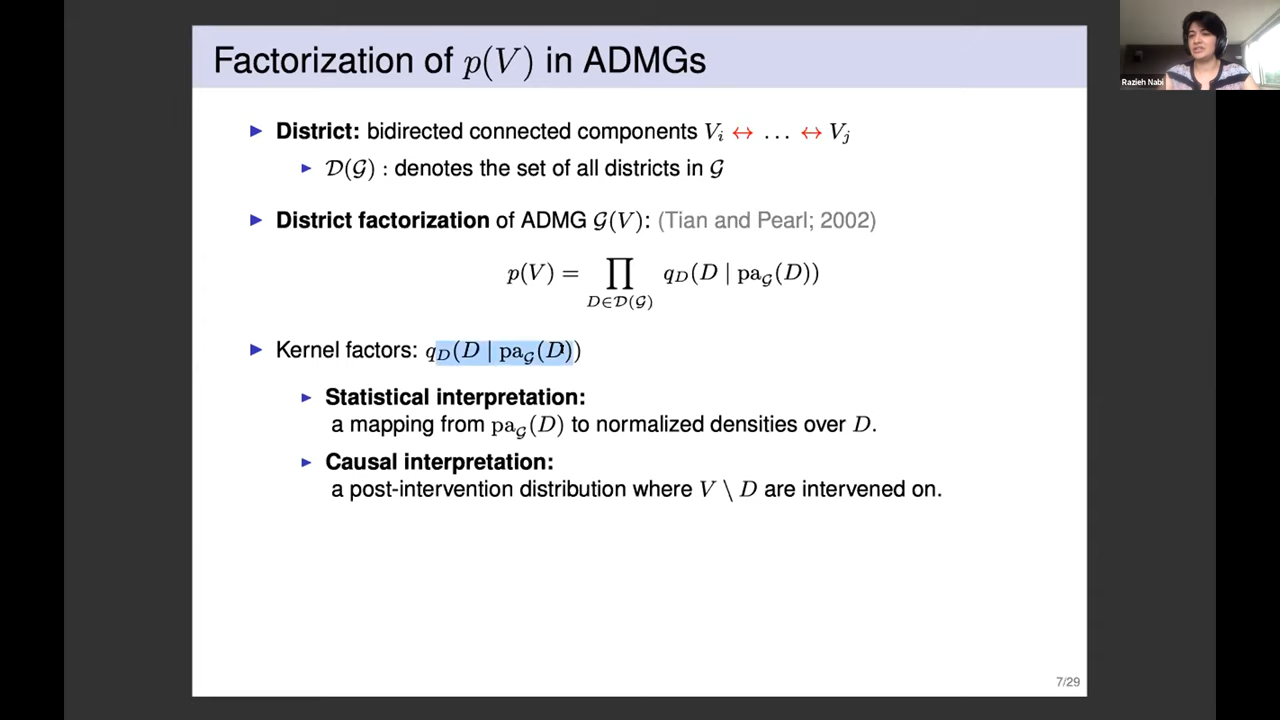 Factorization of p(V) in ADMGs
Razieh Nabi
▶ District: bidirected connected components V_i ↔ … ↔ V_j
▶ 𝒟(𝒢) : denotes the set of all districts in 𝒢
▶ District factorization of ADMG 𝒢(V): (Tian and Pearl; 2002)
p(V) = ∏_{D∈𝒟(𝒢)} q_D(D | pa_𝒢(D))
▶ Kernel factors: q_D(D | pa_𝒢(D))
▶ Statistical interpretation:
a mapping from pa_𝒢(D) to normalized densities over D.
▶ Causal interpretation:
a post-intervention distribution where V \ D are intervened on.
7/29